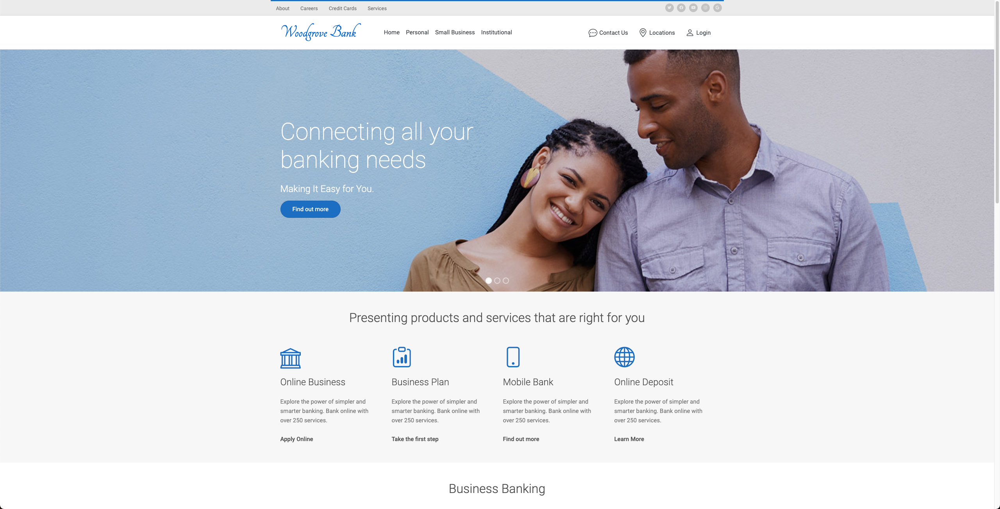 About Careers Credit Cards Services
Woodgrove Bank
Home Personal Small Business Institutional
Contact Us Locations Login
Connecting all your
banking needs
Making It Easy for You.
Find out more
Presenting products and services that are right for you
Online Business
Explore the power of simpler and
smarter banking. Bank online with
over 250 services.
Apply Online
Business Plan
Explore the power of simpler and
smarter banking. Bank online with
over 250 services.
Take the first step
Mobile Bank
Explore the power of simpler and
smarter banking. Bank online with
over 250 services.
Find out more
Online Deposit
Explore the power of simpler and
smarter banking. Bank online with
over 250 services.
Learn More
Business Banking